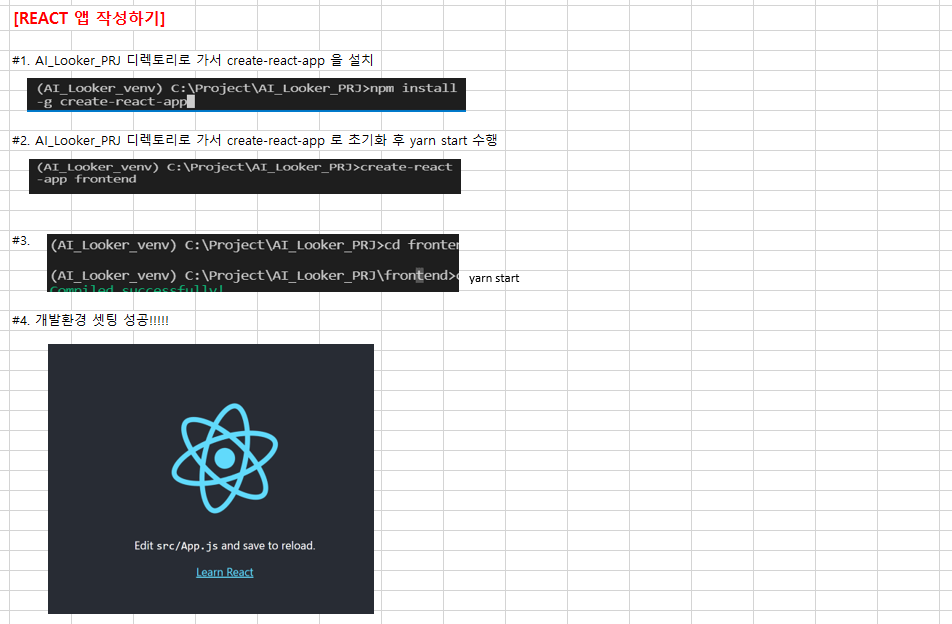 [REACT 앱 작성하기]
#1. AI_Looker_PRJ 디렉토리로 가서 create-react-app 을 설치
(AI_Looker_venv) C:\Project\AI_Looker_PRJ>npm install
-g create-react-app
#2. AI_Looker_PRJ 디렉토리로 가서 create-react-app 로 초기화 후 yarn start 수행
(AI_Looker_venv) C:\Project\AI_Looker_PRJ>create-react
-app frontend
#3.
(AI_Looker_venv) C:\Project\AI_Looker_PRJ>cd fronten
(AI_Looker_venv) C:\Project\AI_Looker_PRJ\frontend>
yarn start
Compiled successfully!
#4. 개발환경 셋팅 성공!!!!!
Edit src/App.js and save to reload.
Learn React